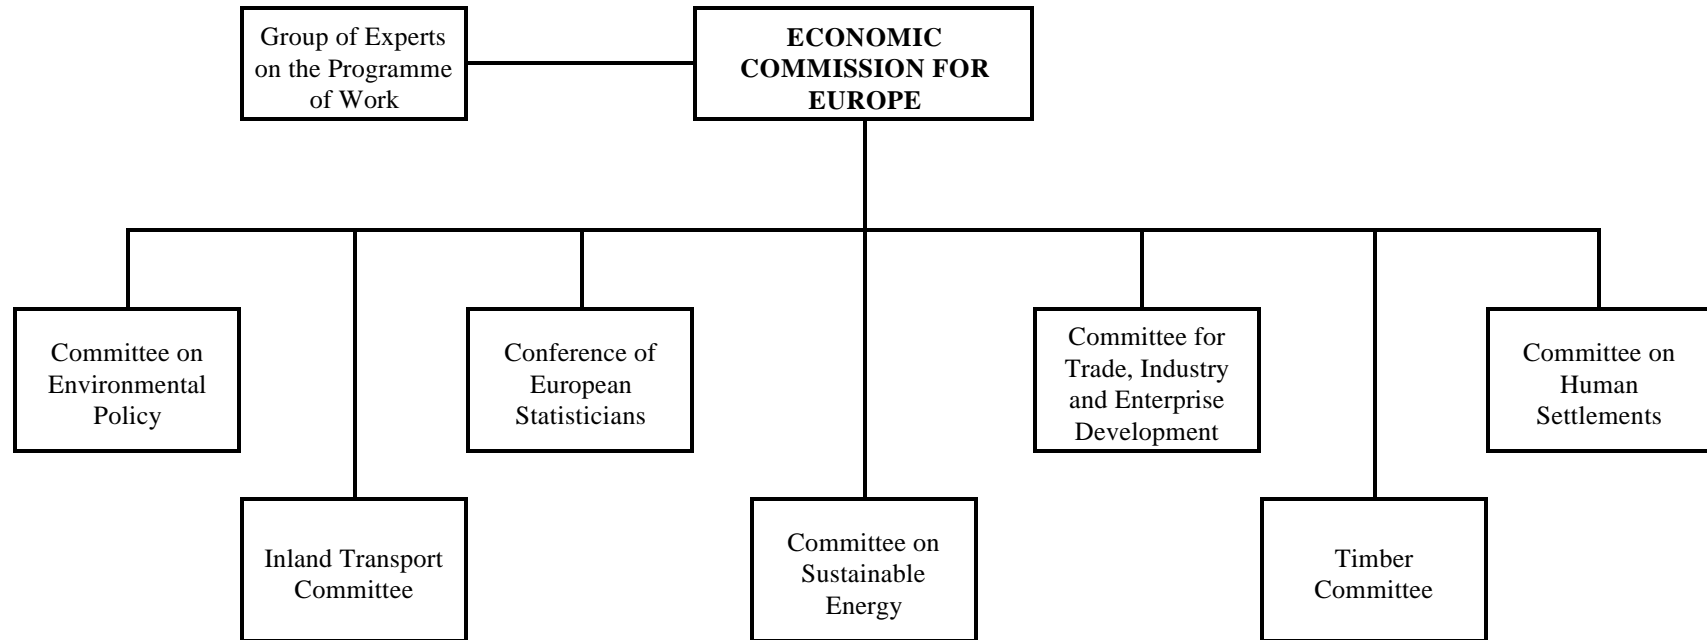 Group of Experts
on the Programme
of Work
ECONOMIC
COMMISSION FOR
EUROPE
Committee on
Environmental
Policy
Conference of
European
Statisticians
Committee for
Trade, Industry
and Enterprise
Development
Committee on
Human
Settlements
Inland Transport
Committee
Committee on
Sustainable
Energy
Timber
Committee